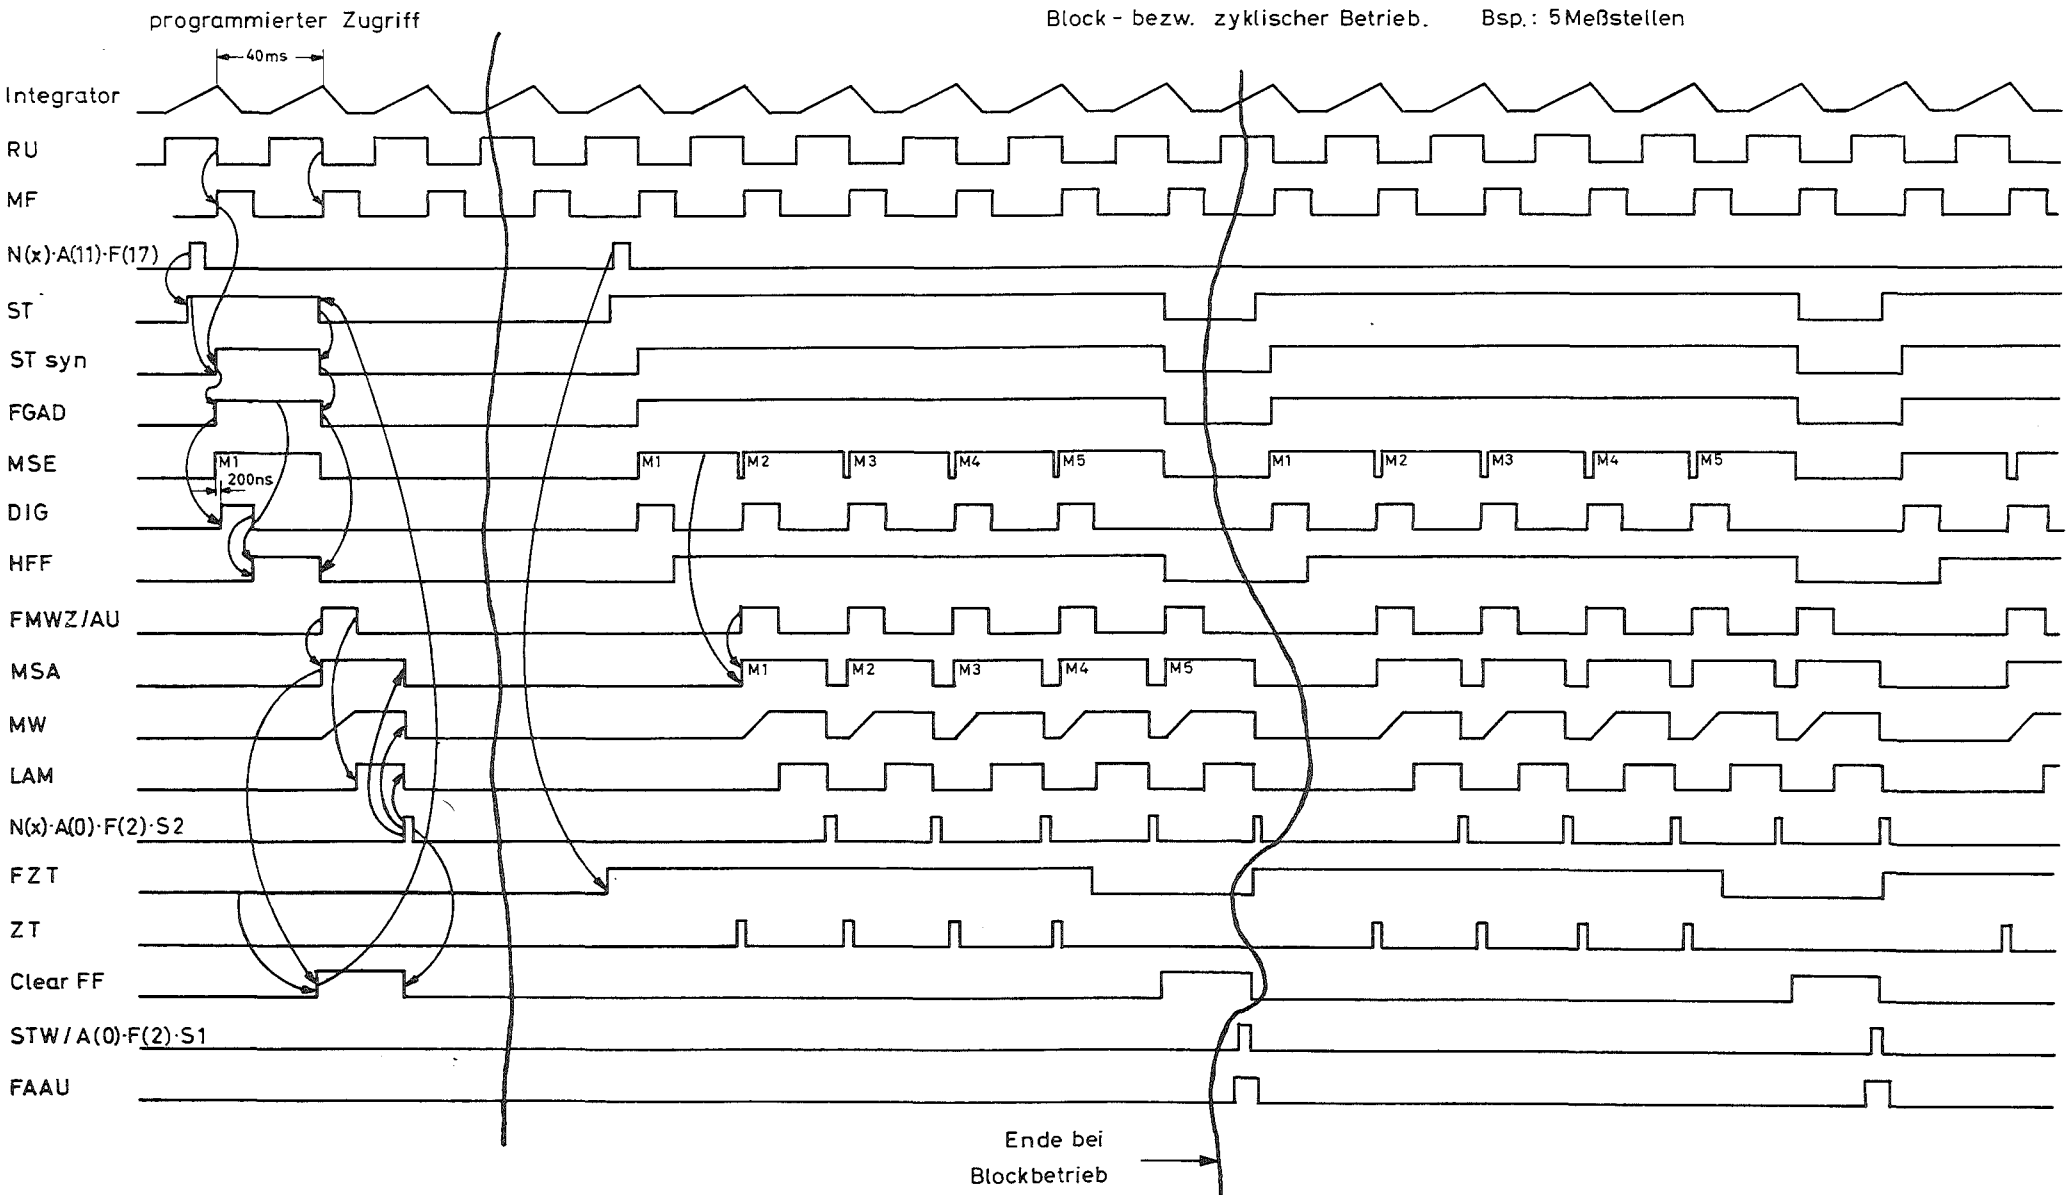 programmierter Zugriff
Block - bezw. zyklischer Betrieb. Bsp.: 5 Meßstellen
40ms
Integrator
RU
MF
N(x)·A(11)·F(17)
ST
ST syn
FGAD
MSE M1 M1 M2 M3 M4 M5 M1 M2 M3 M4 M5
200ns
DIG
HFF
FMWZ/AU
MSA M1 M2 M3 M4 M5
MW
LAM
N(x)·A(0)·F(2)·S2
FZT
ZT
Clear FF
STW/A(0)·F(2)·S1
FAAU
Ende bei
Blockbetrieb